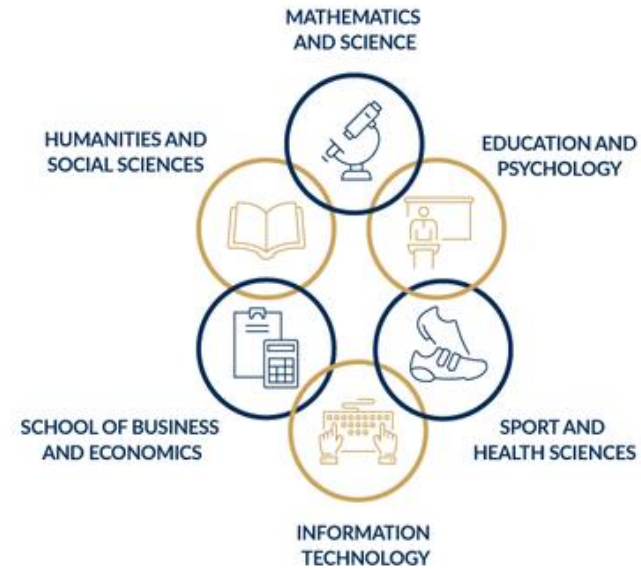 MATHEMATICS
AND SCIENCE
HUMANITIES AND
SOCIAL SCIENCES
EDUCATION AND
PSYCHOLOGY
SCHOOL OF BUSINESS
AND ECONOMICS
SPORT AND
HEALTH SCIENCES
INFORMATION
TECHNOLOGY